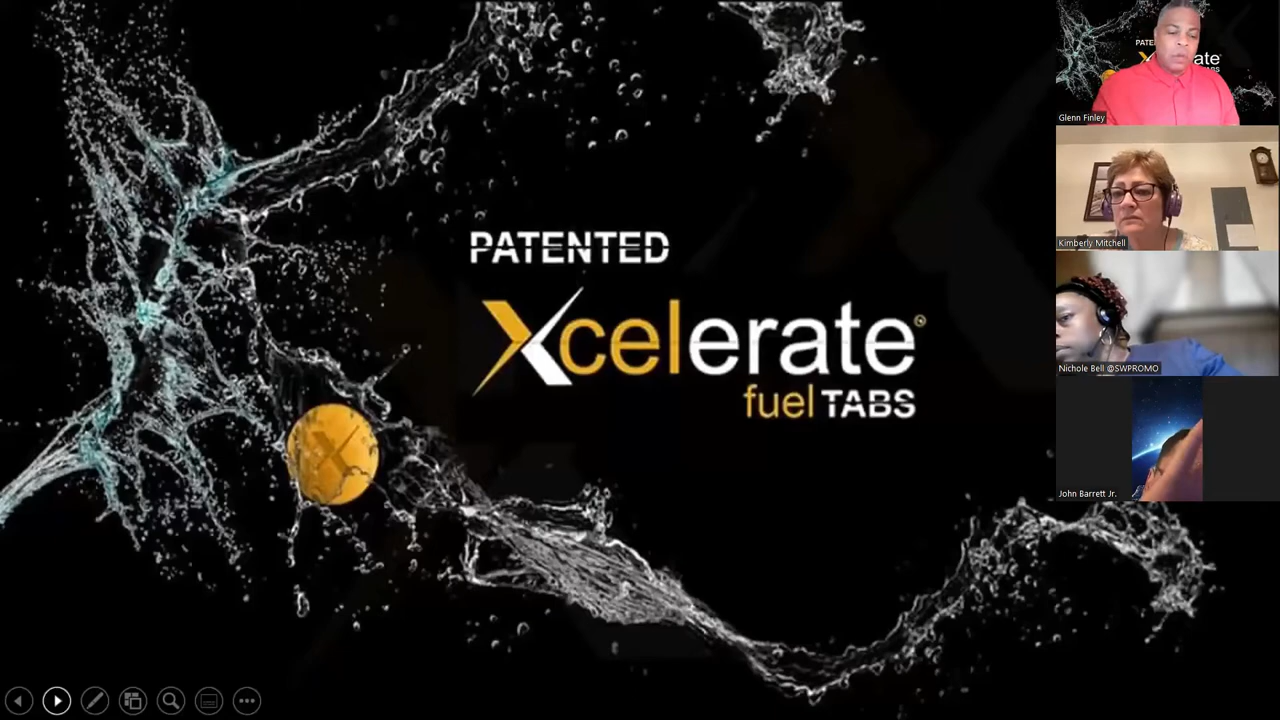 PATENTED
Xcelerate®
fuel TABS
Glenn Finley
Kimberly Mitchell
Nichole Bell @SWPROMO
John Barrett Jr.